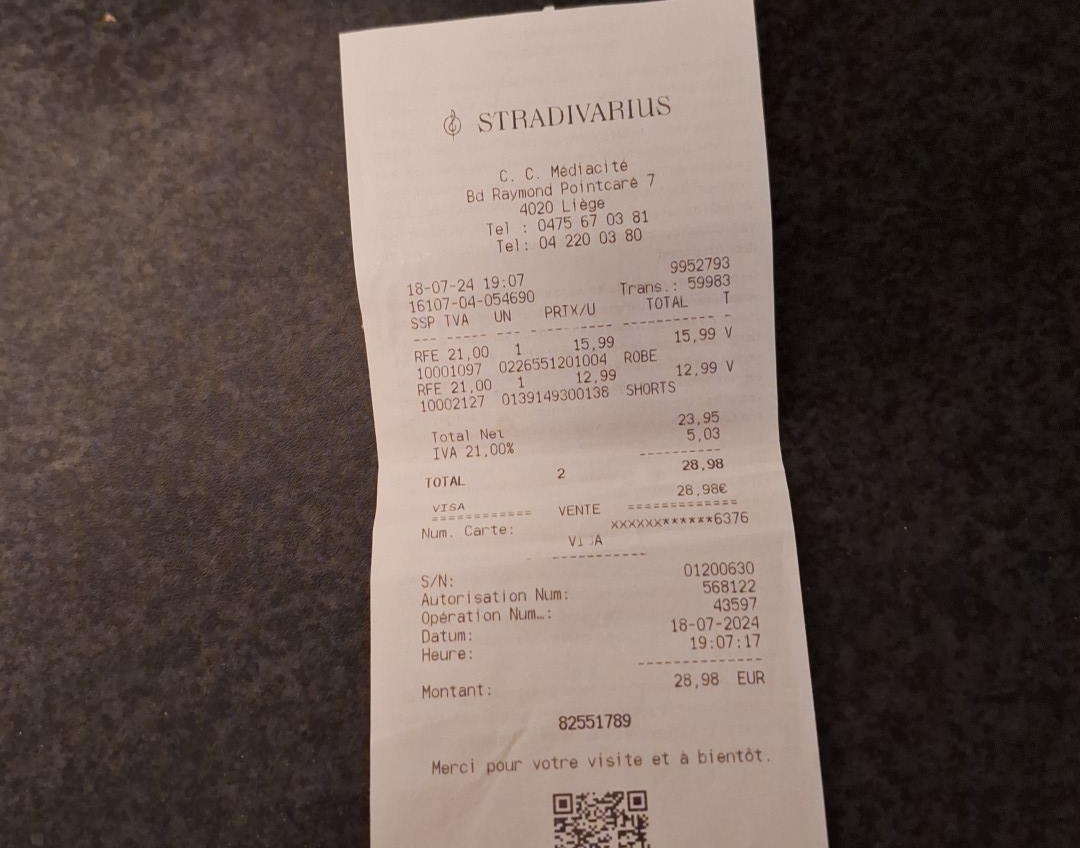 STRADIVARIUS
C. C. Médiacité
Bd Raymond Pointcaré 7
4020 Liège
Tel : 0475 67 03 81
Tel: 04 220 03 80
18-07-24 19:07 9952793
16107-04-054690 Trans.: 59983
SSP TVA UN PRTX/U TOTAL T
RFE 21,00 1 15,99 15,99 V
10001097 0226551201004 ROBE
RFE 21,00 1 12,99 12,99 V
10002127 0139149300138 SHORTS
Total Net 23,95
IVA 21,00% 5,03
TOTAL 2 28,98
VISA VENTE 28,98€
Num. Carte: XXXXXX******6376
S/N: 01200630
Autorisation Num: 568122
Opération Num…: 43597
Datum: 18-07-2024
Heure: 19:07:17
Montant: 28,98 EUR
82551789
Merci pour votre visite et à bientôt.